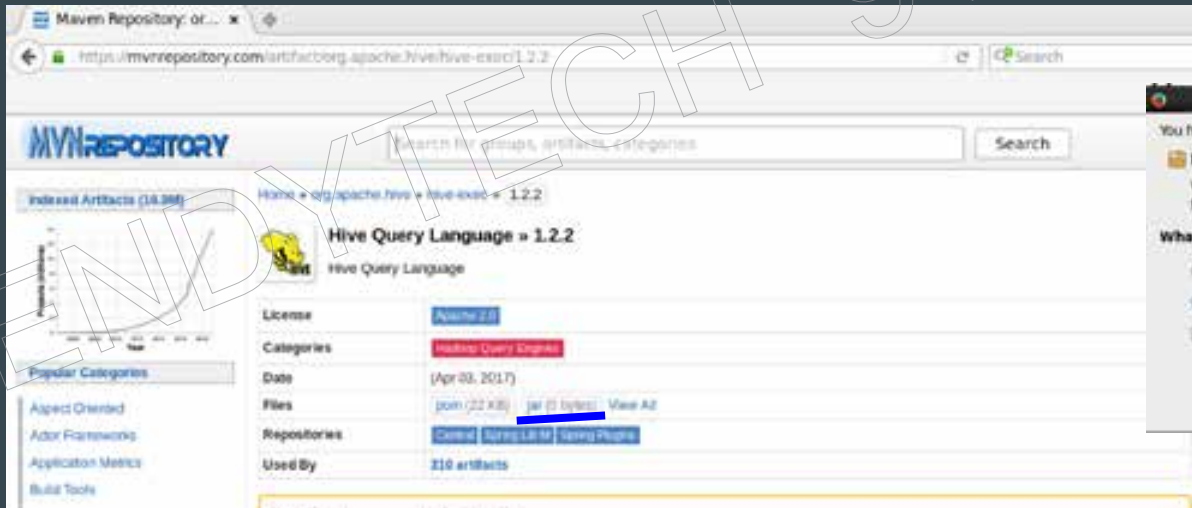 Maven Repository: or...
https://mvnrepository.com/artifact/org.apache.hive/hive-exec/1.2.2
Search
MVNREPOSITORY
Search for groups, artifacts, categories
Search
Indexed Artifacts
Year
Popular Categories
Aspect Oriented
Actor Frameworks
Application Metrics
Build Tools
Home » org.apache.hive » hive-exec » 1.2.2
Hive Query Language » 1.2.2
Hive Query Language
License Apache 2.0
Categories Hadoop Query Engines
Date (Apr 03, 2017)
Files pom (22 KB) jar (0 bytes) View All
Repositories Central Spring Lib M Spring Plugins
Used By 210 artifacts
You h
Wha
ENDYTECH S